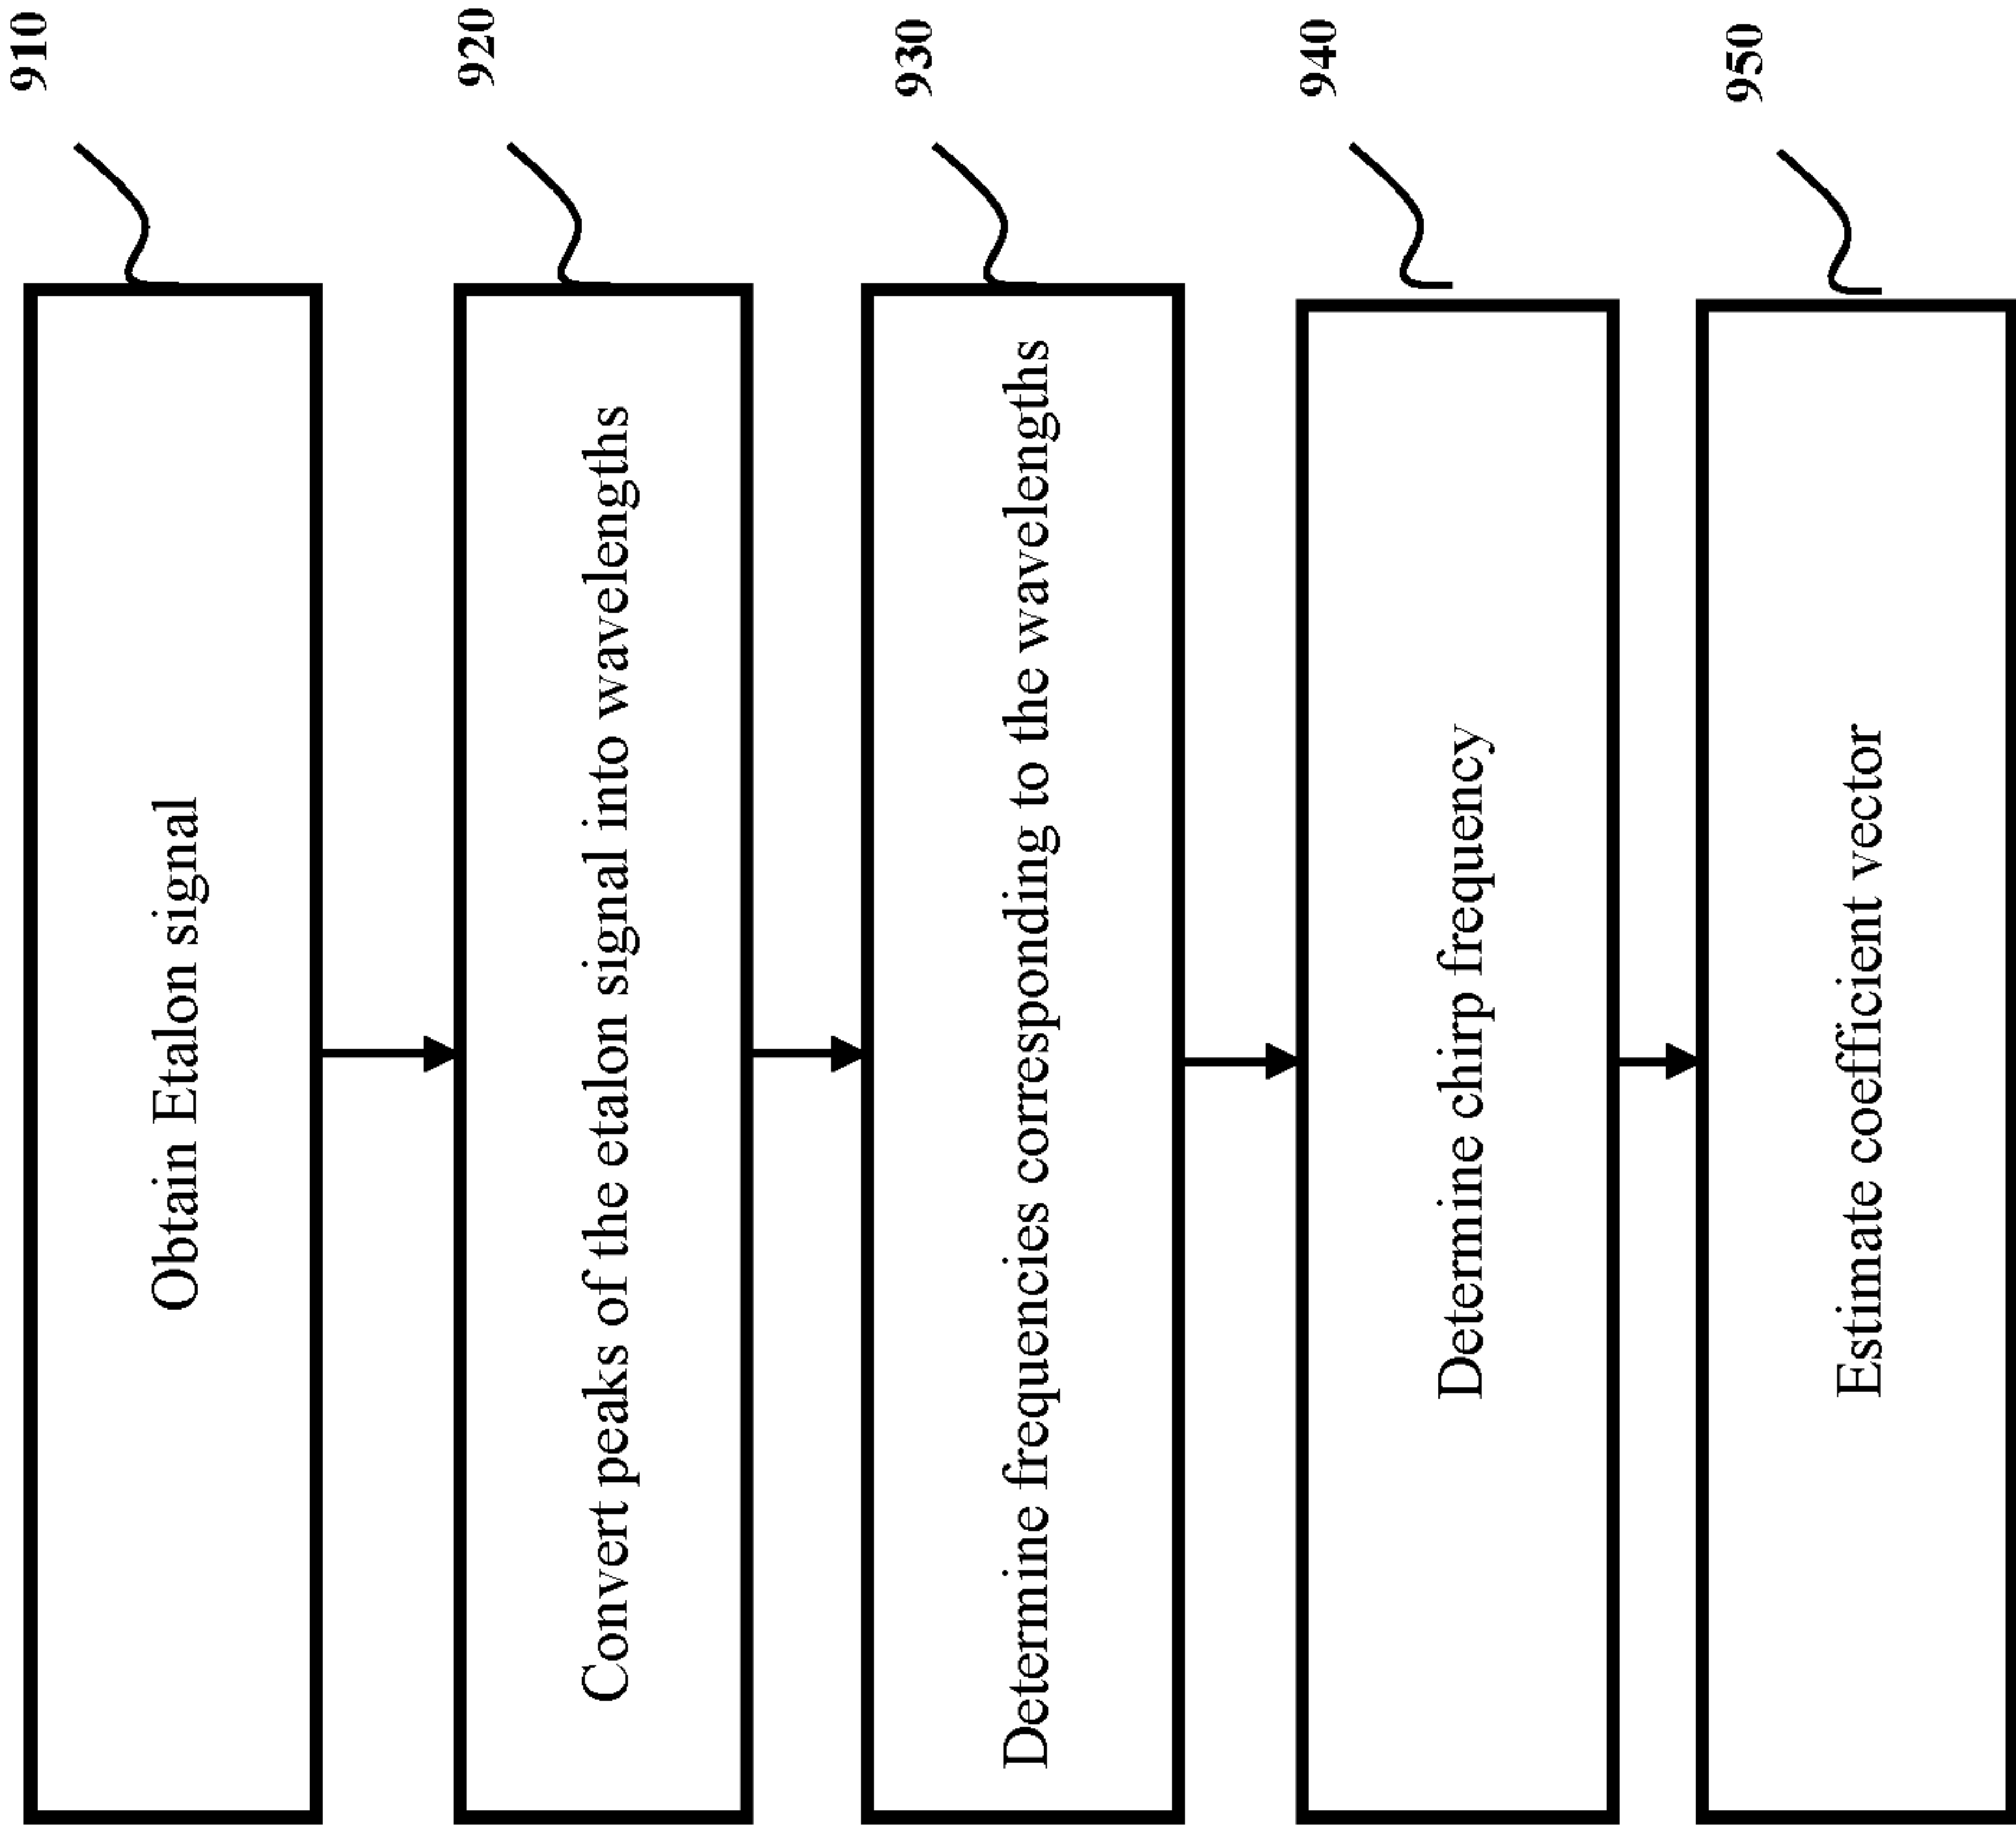 910
Obtain Etalon signal
920
Convert peaks of the etalon signal into wavelengths
930
Determine frequencies corresponding to the wavelengths
940
Determine chirp frequency
950
Estimate coefficient vector